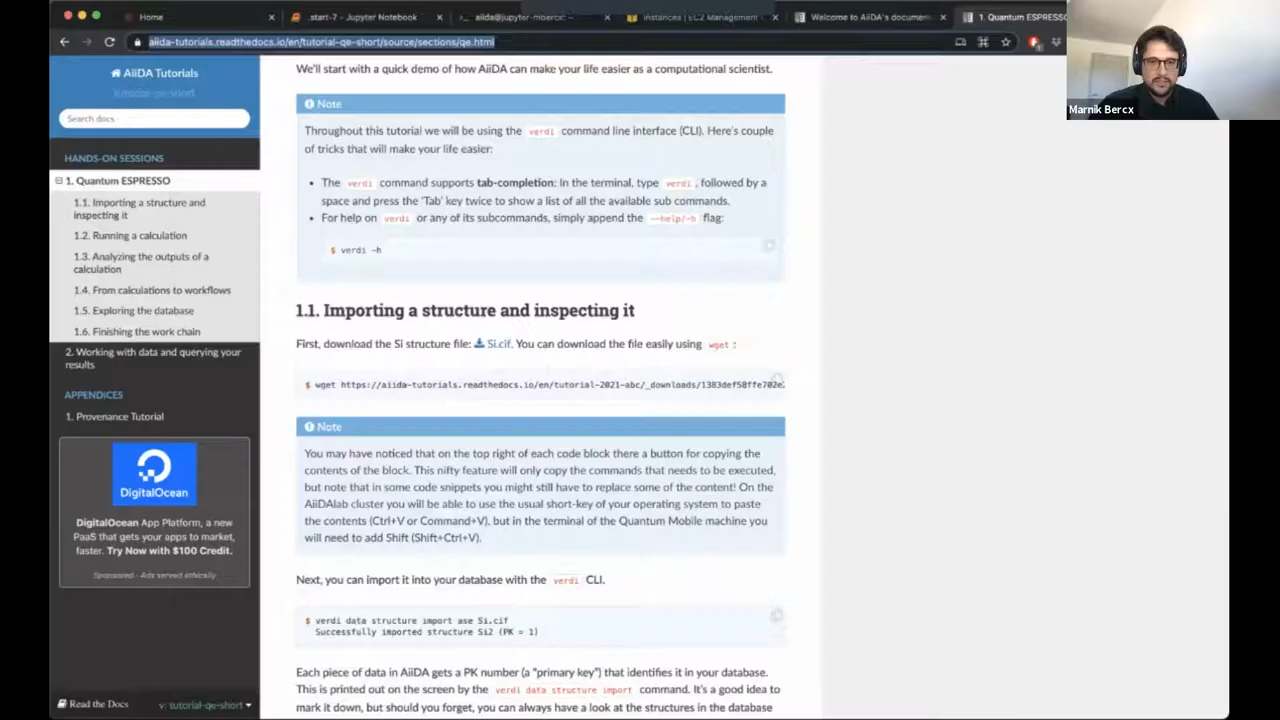 Home
start-7 - Jupyter Notebook
aiida@jupyter-mbercx: ~
Instances | EC2 Management
Welcome to AiiDA's document
1. Quantum ESPRESSO
aiida-tutorials.readthedocs.io/en/tutorial-qe-short/source/sections/qe.html
Marnik Bercx
AiiDA Tutorials
tutorial-qe-short
Search docs
HANDS-ON SESSIONS
1. Quantum ESPRESSO
1.1. Importing a structure and
inspecting it
1.2. Running a calculation
1.3. Analyzing the outputs of a
calculation
1.4. From calculations to workflows
1.5. Exploring the database
1.6. Finishing the work chain
2. Working with data and querying your
results
APPENDICES
1. Provenance Tutorial
DigitalOcean
DigitalOcean App Platform, a new
PaaS that gets your apps to market,
faster. Try Now with $100 Credit.
Sponsored · Ads served ethically
Read the Docs
v: tutorial-qe-short
We'll start with a quick demo of how AiiDA can make your life easier as a computational scientist.
Note
Throughout this tutorial we will be using the verdi command line interface (CLI). Here's couple
of tricks that will make your life easier:
• The verdi command supports tab-completion: In the terminal, type verdi, followed by a
space and press the 'Tab' key twice to show a list of all the available sub commands.
• For help on verdi or any of its subcommands, simply append the --help/-h flag:
$ verdi -h
1.1. Importing a structure and inspecting it
First, download the Si structure file: Si.cif. You can download the file easily using wget :
$ wget https://aiida-tutorials.readthedocs.io/en/tutorial-2021-abc/_downloads/1383def58ffe702e
Note
You may have noticed that on the top right of each code block there a button for copying the
contents of the block. This nifty feature will only copy the commands that needs to be executed,
but note that in some code snippets you might still have to replace some of the content! On the
AiiDAlab cluster you will be able to use the usual short-key of your operating system to paste
the contents (Ctrl+V or Command+V), but in the terminal of the Quantum Mobile machine you
will need to add Shift (Shift+Ctrl+V).
Next, you can import it into your database with the verdi CLI.
$ verdi data structure import ase Si.cif
Successfully imported structure Si2 (PK = 1)
Each piece of data in AiiDA gets a PK number (a "primary key") that identifies it in your database.
This is printed out on the screen by the verdi data structure import command. It's a good idea to
mark it down, but should you forget, you can always have a look at the structures in the database